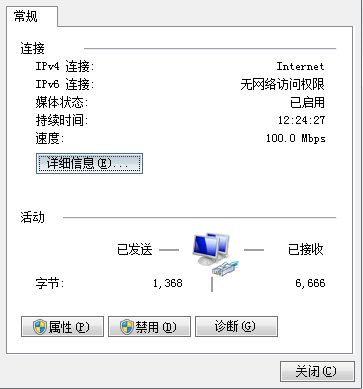 常规
连接
IPv4 连接: Internet
IPv6 连接: 无网络访问权限
媒体状态: 已启用
持续时间: 12:24:27
速度: 100.0 Mbps
详细信息(E)...
活动
已发送 — 已接收
字节: 1,368 6,666
属性(P) 禁用(D) 诊断(G)
关闭(C)